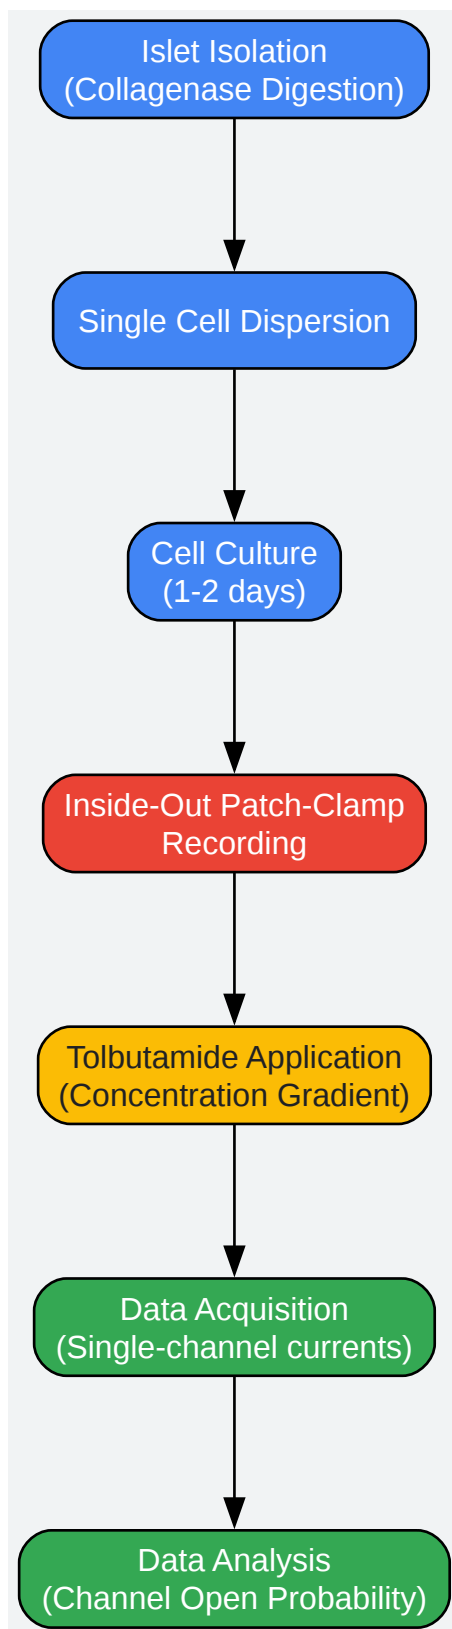 Islet Isolation
(Collagenase Digestion)
Single Cell Dispersion
Cell Culture
(1-2 days)
Inside-Out Patch-Clamp
Recording
Tolbutamide Application
(Concentration Gradient)
Data Acquisition
(Single-channel currents)
Data Analysis
(Channel Open Probability)